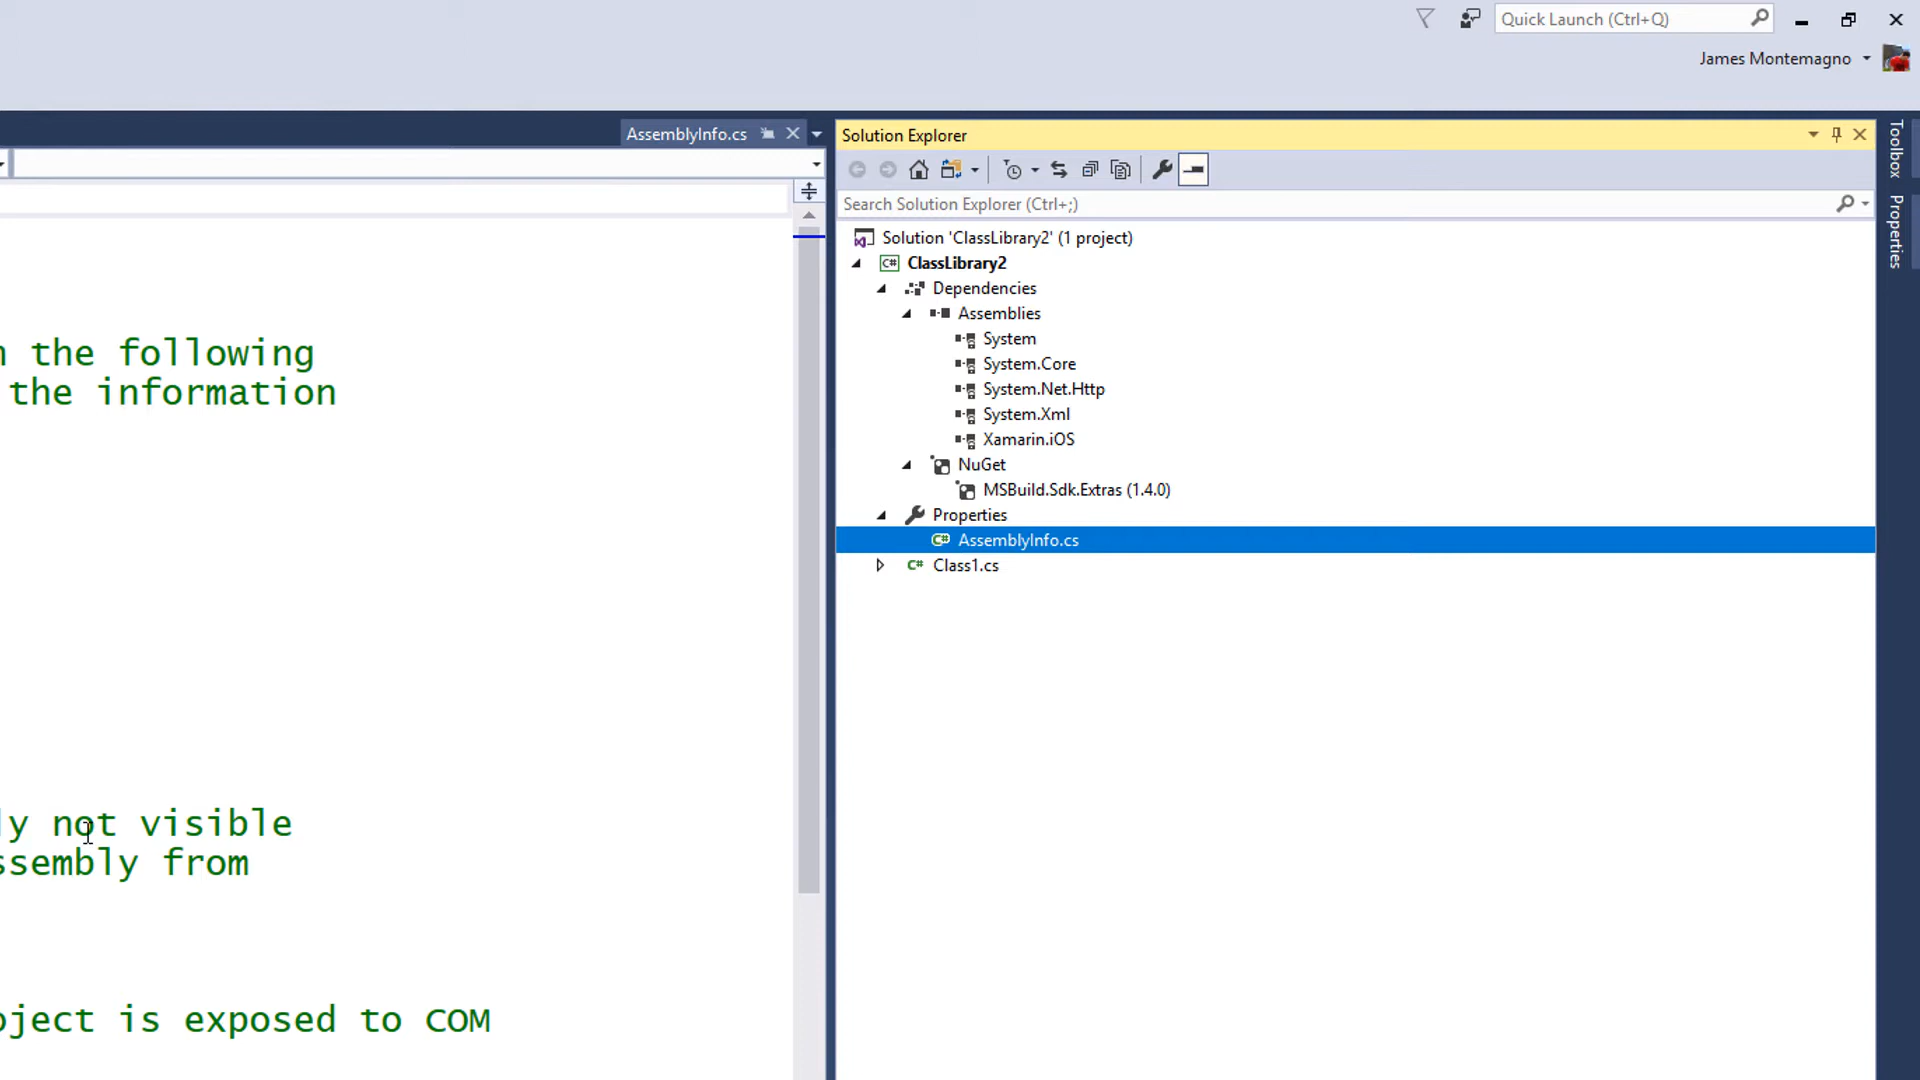 Quick Launch (Ctrl+Q)
James Montemagno
AssemblyInfo.cs
Solution Explorer
Toolbox
Properties
Search Solution Explorer (Ctrl+;)
Solution 'ClassLibrary2' (1 project)
C# ClassLibrary2
Dependencies
Assemblies
System
System.Core
System.Net.Http
System.Xml
Xamarin.iOS
NuGet
MSBuild.Sdk.Extras (1.4.0)
Properties
C# AssemblyInfo.cs
C# Class1.cs
the following
the information
ly not visible
ssembly from
oject is exposed to COM